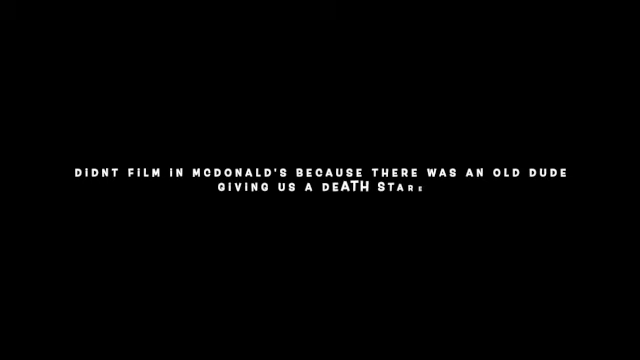 DiDNT FiLM iN MCDONALD'S BECAUSE THERE WAS AN OLD DUDE
GIVING US A DEATH STARE